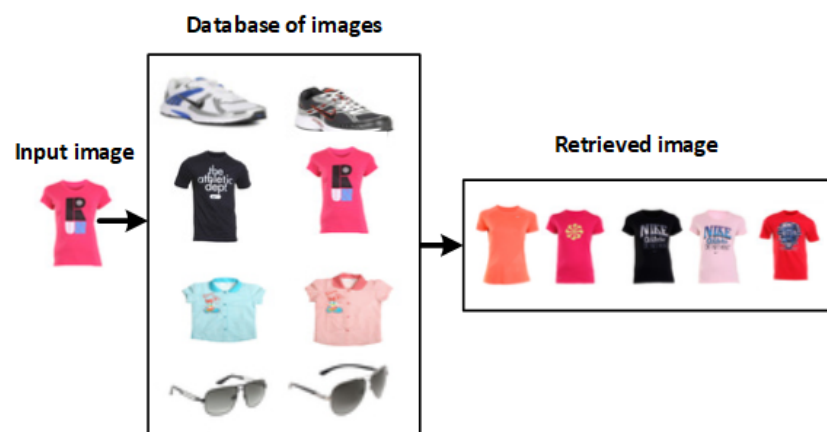 Database of images
Input image
the
athletic
dept
Retrieved image
NIKE
NIKE